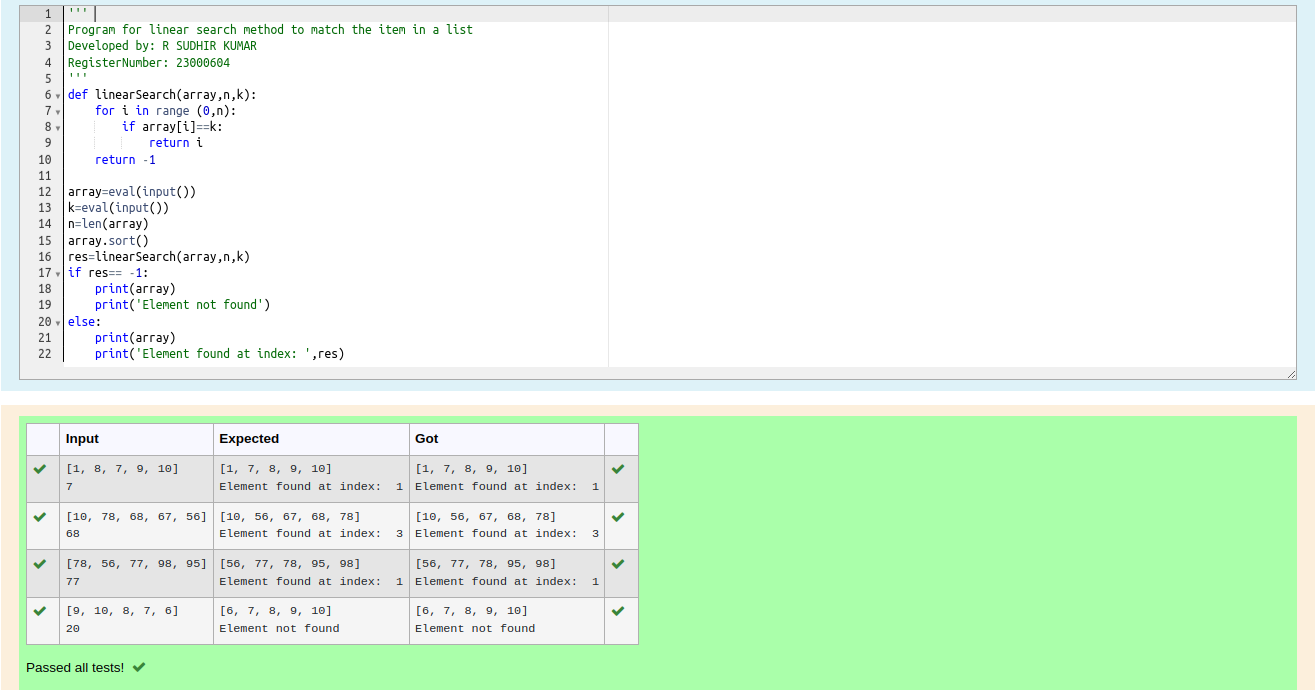 1 ''' 
2 Program for linear search method to match the item in a list
3 Developed by: R SUDHIR KUMAR
4 RegisterNumber: 23000604
5 '''
6 def linearSearch(array,n,k):
7     for i in range (0,n):
8         if array[i]==k:
9             return i
10     return -1
11
12 array=eval(input())
13 k=eval(input())
14 n=len(array)
15 array.sort()
16 res=linearSearch(array,n,k)
17 if res== -1:
18     print(array)
19     print('Element not found')
20 else:
21     print(array)
22     print('Element found at index: ',res)
Input Expected Got
[1, 8, 7, 9, 10] [1, 7, 8, 9, 10] [1, 7, 8, 9, 10]
7 Element found at index:  1 Element found at index:  1
[10, 78, 68, 67, 56] [10, 56, 67, 68, 78] [10, 56, 67, 68, 78]
68 Element found at index:  3 Element found at index:  3
[78, 56, 77, 98, 95] [56, 77, 78, 95, 98] [56, 77, 78, 95, 98]
77 Element found at index:  1 Element found at index:  1
[9, 10, 8, 7, 6] [6, 7, 8, 9, 10] [6, 7, 8, 9, 10]
20 Element not found Element not found
Passed all tests!